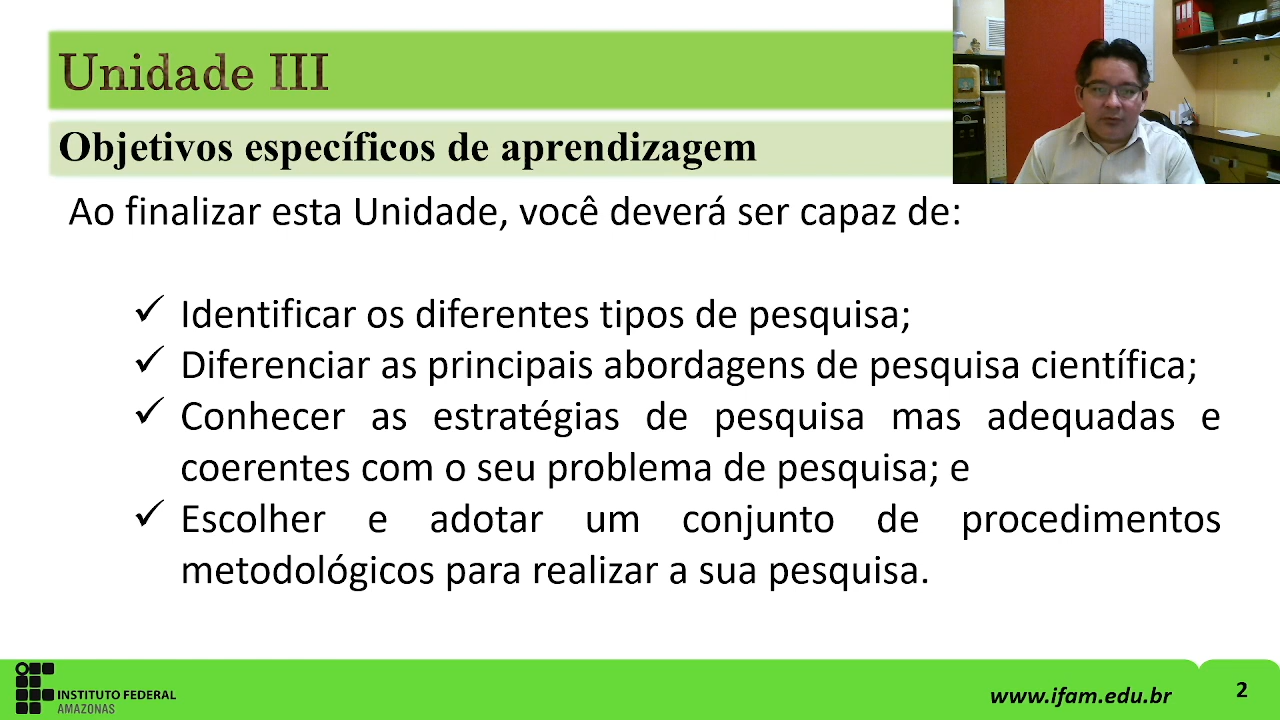 Unidade III
Objetivos específicos de aprendizagem
Ao finalizar esta Unidade, você deverá ser capaz de:
✓ Identificar os diferentes tipos de pesquisa;
✓ Diferenciar as principais abordagens de pesquisa científica;
✓ Conhecer as estratégias de pesquisa mas adequadas e
coerentes com o seu problema de pesquisa; e
✓ Escolher e adotar um conjunto de procedimentos
metodológicos para realizar a sua pesquisa.
INSTITUTO FEDERAL
AMAZONAS
www.ifam.edu.br
2